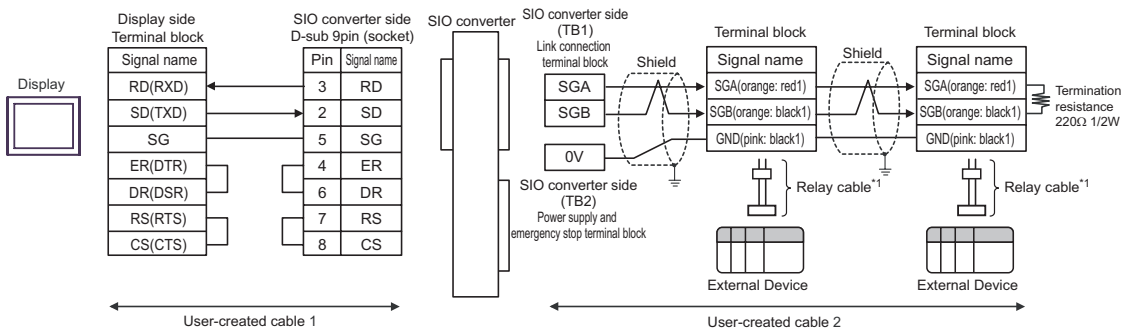 Display
Display side
Terminal block
Signal name
RD(RXD)
SD(TXD)
SG
ER(DTR)
DR(DSR)
RS(RTS)
CS(CTS)
SIO converter side
D-sub 9pin (socket)
Pin Signal name
3 RD
2 SD
5 SG
4 ER
6 DR
7 RS
8 CS
User-created cable 1
SIO converter
SIO converter side
(TB1)
Link connection
terminal block
SGA
SGB
0V
SIO converter side
(TB2)
Power supply and
emergency stop terminal block
Shield
Terminal block
Signal name
SGA(orange: red1)
SGB(orange: black1)
GND(pink: black1)
Relay cable*1
External Device
Shield
Terminal block
Signal name
SGA(orange: red1)
SGB(orange: black1)
GND(pink: black1)
Termination
resistance
220Ω 1/2W
Relay cable*1
External Device
User-created cable 2